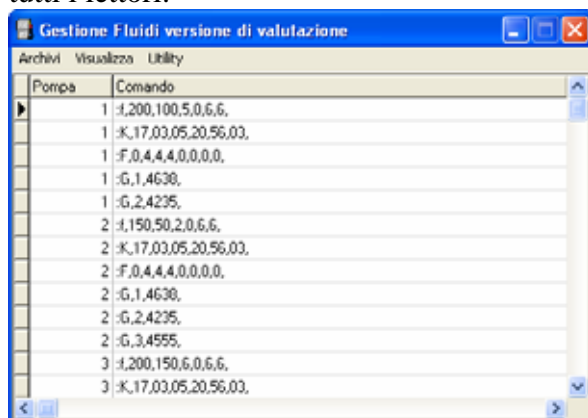 tutti i lettori.
Gestione Fluidi versione di valutazione
Archivi Visualizza Utility
Pompa Comando
1 :f,200,100,5,0,6,6,
1 :K,17,03,05,20,56,03,
1 :F,0,4,4,4,0,0,0,0,
1 :G,1,4638,
1 :G,2,4235,
2 :f,150,50,2,0,6,6,
2 :K,17,03,05,20,56,03,
2 :F,0,4,4,4,0,0,0,0,
2 :G,1,4638,
2 :G,2,4235,
2 :G,3,4555,
3 :f,200,150,6,0,6,6,
3 :K,17,03,05,20,56,03,